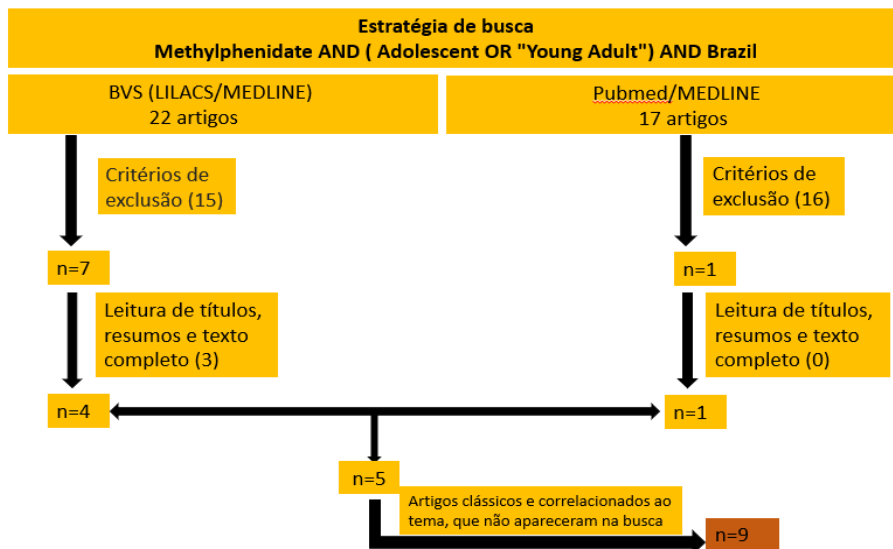 Estratégia de busca
Methylphenidate AND ( Adolescent OR "Young Adult") AND Brazil
BVS (LILACS/MEDLINE)
22 artigos
Pubmed/MEDLINE
17 artigos
Critérios de
exclusão (15)
Critérios de
exclusão (16)
n=7
n=1
Leitura de títulos,
resumos e texto
completo (3)
Leitura de títulos,
resumos e texto
completo (0)
n=4
n=1
n=5
Artigos clássicos e correlacionados ao
tema, que não apareceram na busca
n=9